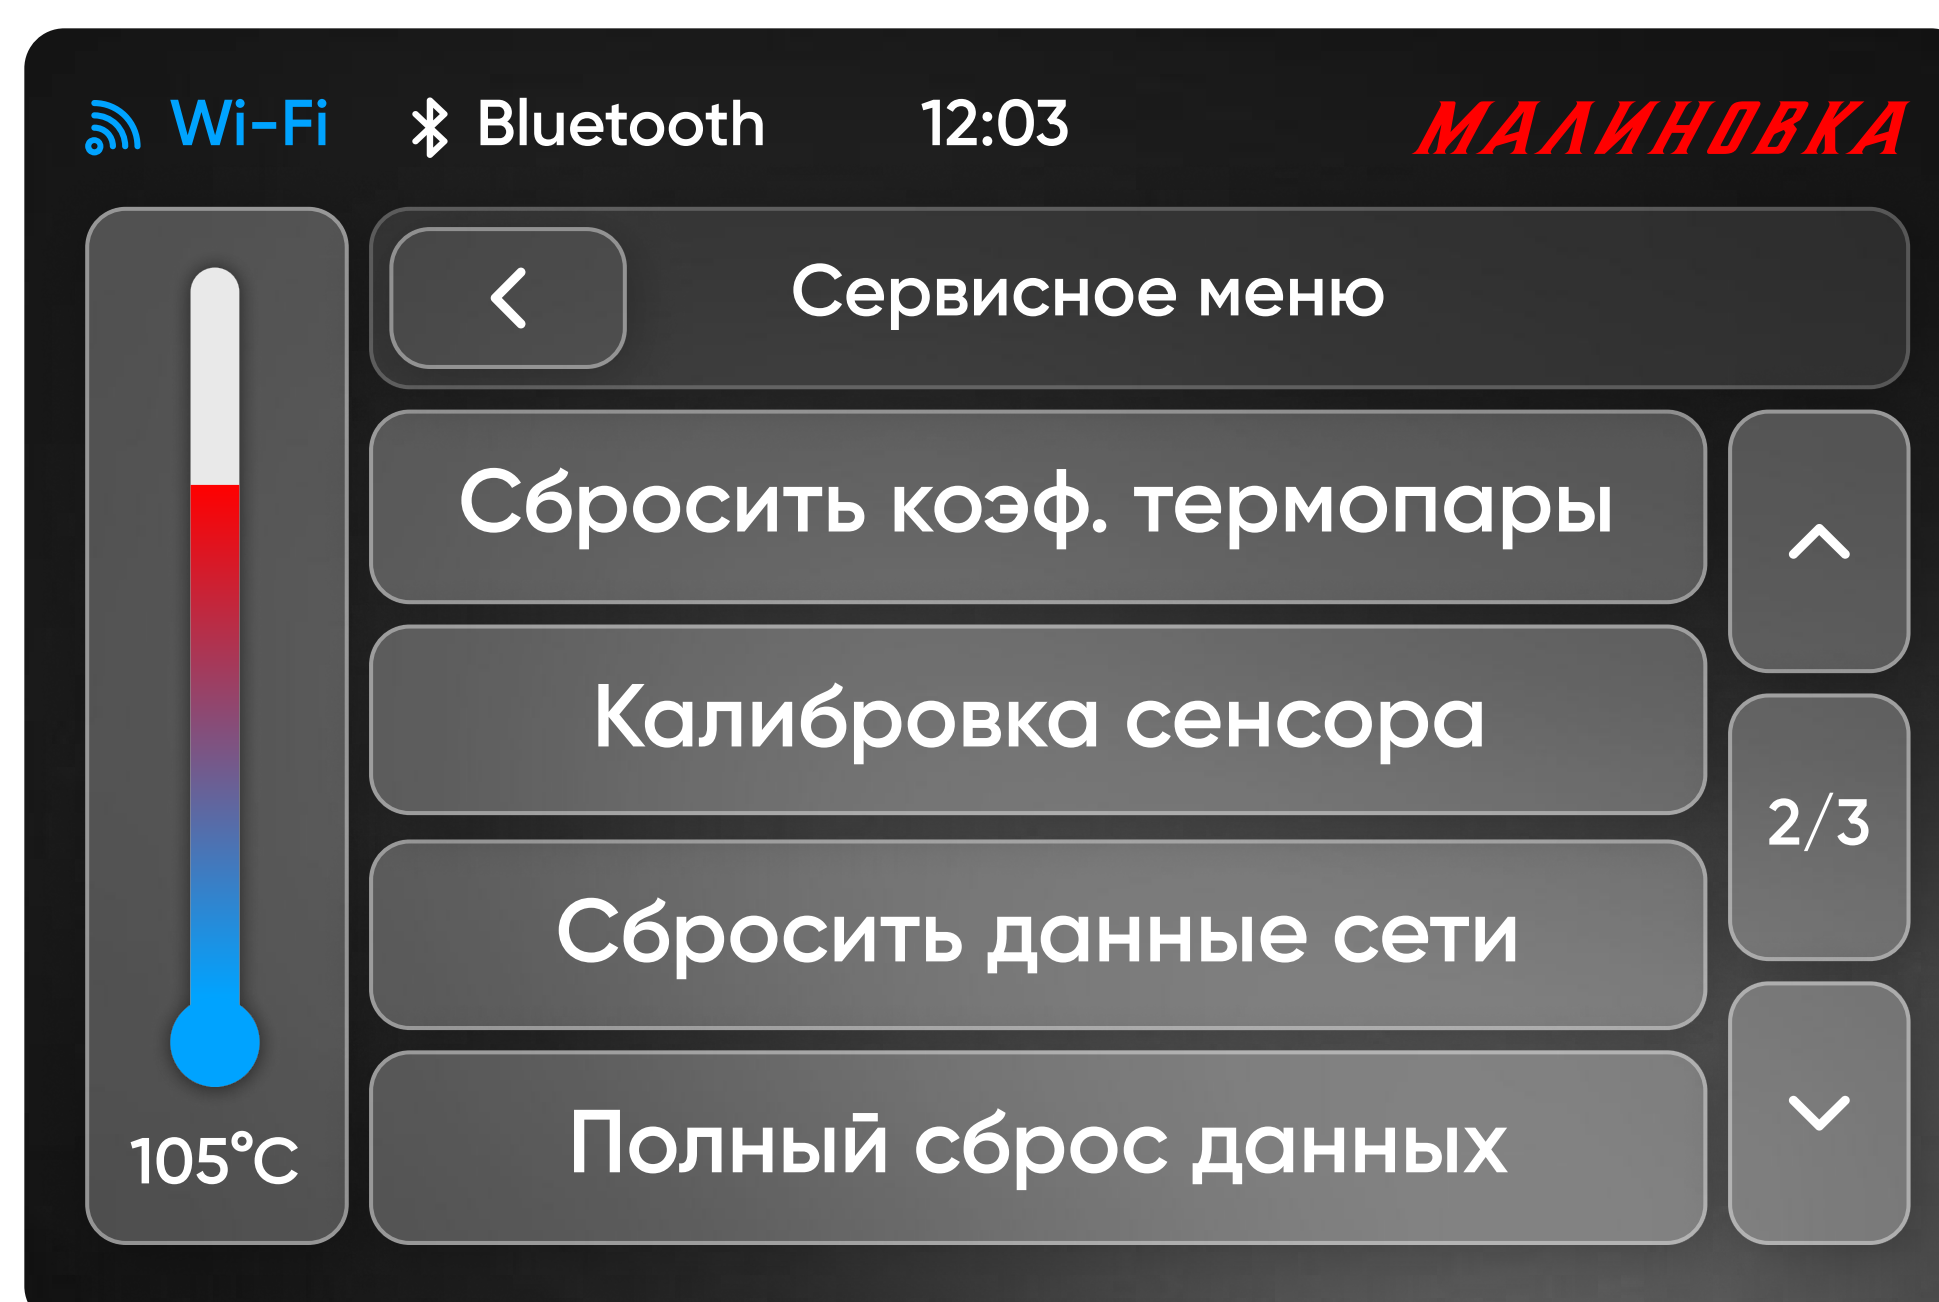 Wi-Fi Bluetooth 12:03 МАЛИНОВКА
Сервисное меню
Сбросить коэф. термопары
Калибровка сенсора
2/3
Сбросить данные сети
Полный сброс данных
105°C